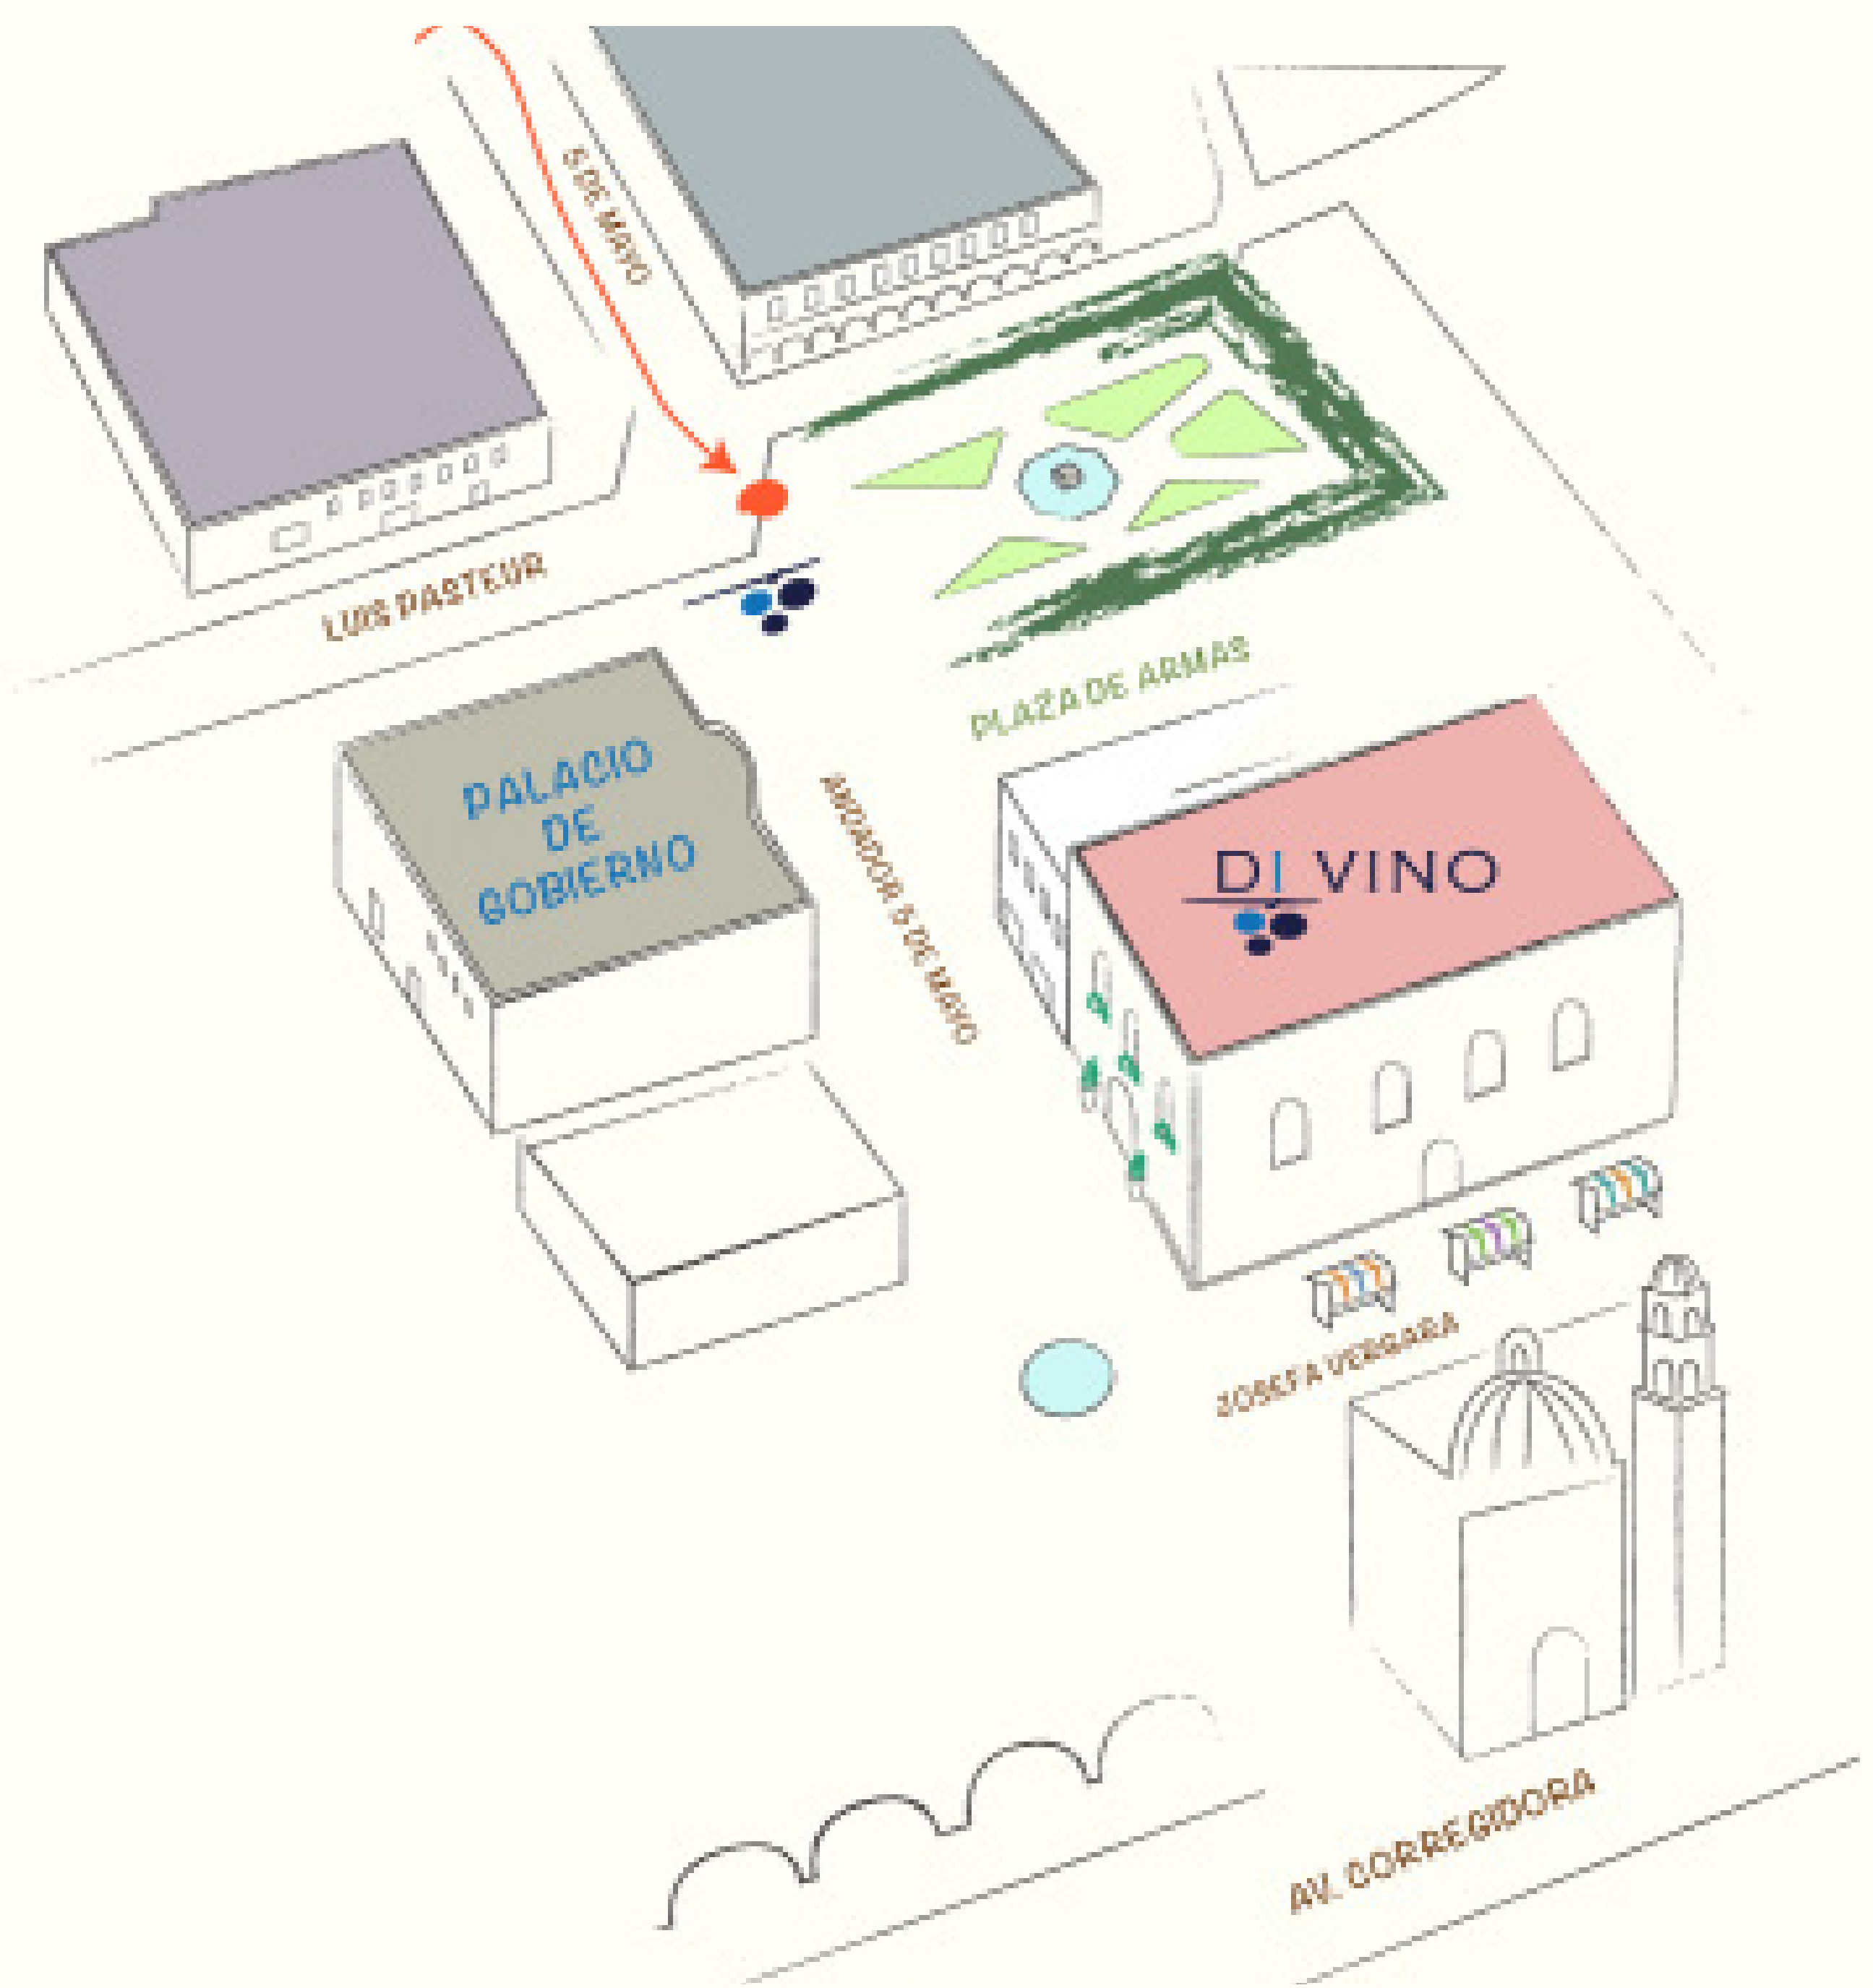 5 DE MAYO
LUIS PASTEUR
PLAZA DE ARMAS
PALACIO
DE
GOBIERNO
ANDADOR 5 DE MAYO
DI VINO
JOSEFA VERGARA
AV. CORREGIDORA